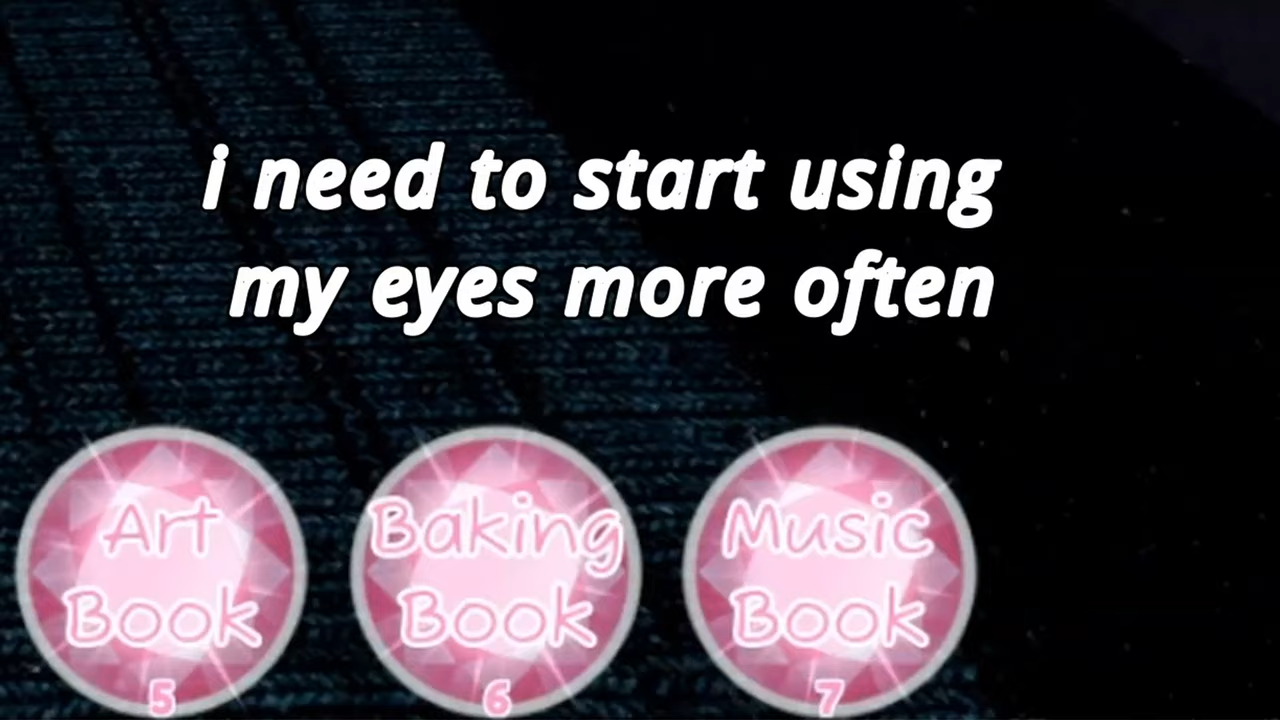 i need to start using
my eyes more often
Art
Book
5
Baking
Book
6
Music
Book
7